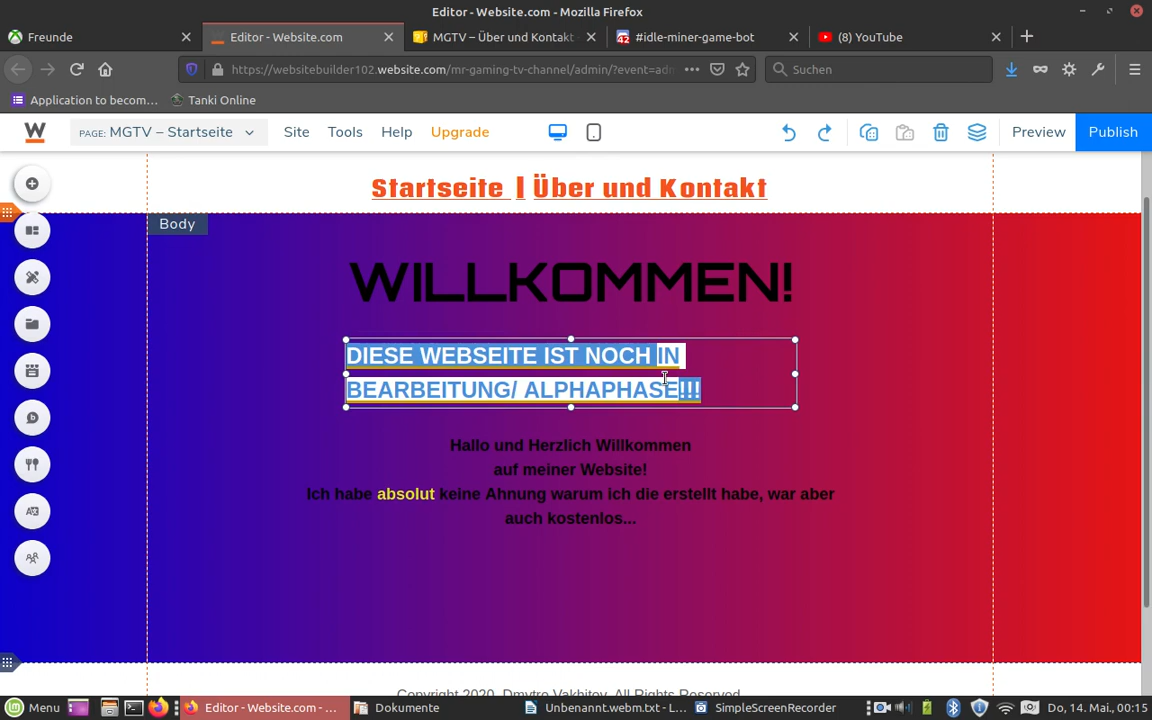 Editor - Website.com - Mozilla Firefox
Freunde
Editor - Website.com
MGTV – Über und Kontakt
#idle-miner-game-bot
(8) YouTube
https://websitebuilder102.website.com/mr-gaming-tv-channel/admin/?event=adm
Suchen
Application to becom…
Tanki Online
PAGE: MGTV – Startseite
Site
Tools
Help
Upgrade
Preview
Publish
Startseite | Über und Kontakt
Body
WILLKOMMEN!
DIESE WEBSEITE IST NOCH IN
BEARBEITUNG/ ALPHAPHASE!!!
Hallo und Herzlich Willkommen
auf meiner Website!
Ich habe absolut keine Ahnung warum ich die erstellt habe, war aber
auch kostenlos...
Copyright 2020, Dmytro Vakhitov, All Rights Reserved
Menu
Editor - Website.com - ...
Dokumente
Unbenannt.webm.txt - L...
SimpleScreenRecorder
Do, 14. Mai., 00:15